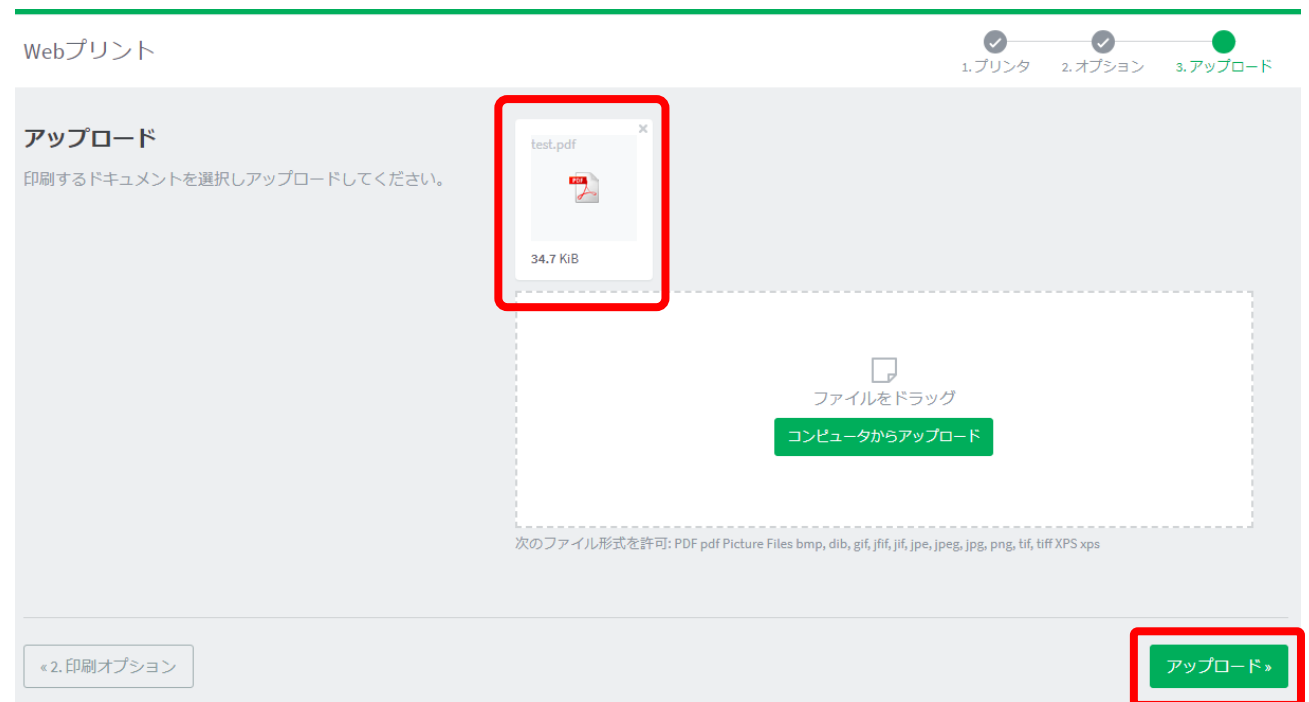 Webプリント
1.プリンタ 2.オプション 3.アップロード
アップロード
印刷するドキュメントを選択しアップロードしてください。
test.pdf
PDF
34.7 KiB
ファイルをドラッグ
コンピュータからアップロード
次のファイル形式を許可: PDF pdf Picture Files bmp, dib, gif, jfif, jif, jpe, jpeg, jpg, png, tif, tiff XPS xps
«2.印刷オプション
アップロード»